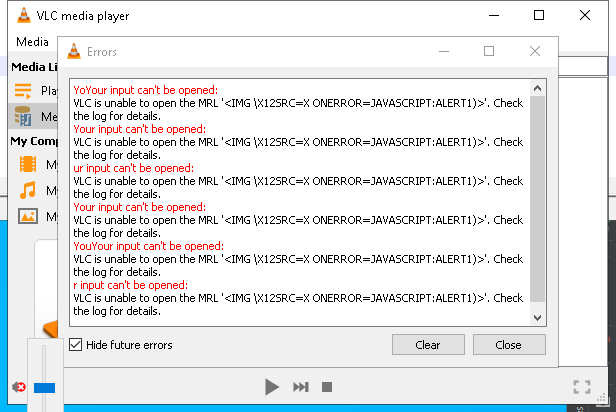 VLC media player
Media
Errors
Media Li
Pla
Me
My Comp
My
My
My
YoYour input can't be opened:
VLC is unable to open the MRL '<IMG \X12SRC=X ONERROR=JAVASCRIPT:ALERT1)>'. Check
the log for details.
Your input can't be opened:
VLC is unable to open the MRL '<IMG \X12SRC=X ONERROR=JAVASCRIPT:ALERT1)>'. Check
the log for details.
ur input can't be opened:
VLC is unable to open the MRL '<IMG \X12SRC=X ONERROR=JAVASCRIPT:ALERT1)>'. Check
the log for details.
Your input can't be opened:
VLC is unable to open the MRL '<IMG \X12SRC=X ONERROR=JAVASCRIPT:ALERT1)>'. Check
the log for details.
YouYour input can't be opened:
VLC is unable to open the MRL '<IMG \X12SRC=X ONERROR=JAVASCRIPT:ALERT1)>'. Check
the log for details.
r input can't be opened:
VLC is unable to open the MRL '<IMG \X12SRC=X ONERROR=JAVASCRIPT:ALERT1)>'. Check
the log for details.
Hide future errors
Clear
Close